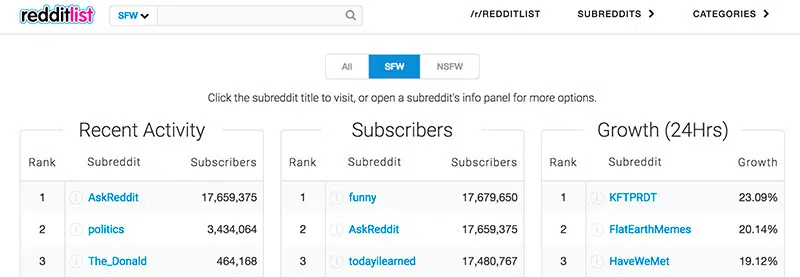 redditlist SFW /r/REDDITLIST SUBREDDITS CATEGORIES
All SFW NSFW
Click the subreddit title to visit, or open a subreddit's info panel for more options.
Recent Activity
Rank Subreddit Subscribers
1 AskReddit 17,659,375
2 politics 3,434,064
3 The_Donald 464,168
Subscribers
Rank Subreddit Subscribers
1 funny 17,679,650
2 AskReddit 17,659,375
3 todayilearned 17,480,767
Growth (24Hrs)
Rank Subreddit Growth
1 KFTPRDT 23.09%
2 FlatEarthMemes 20.14%
3 HaveWeMet 19.12%